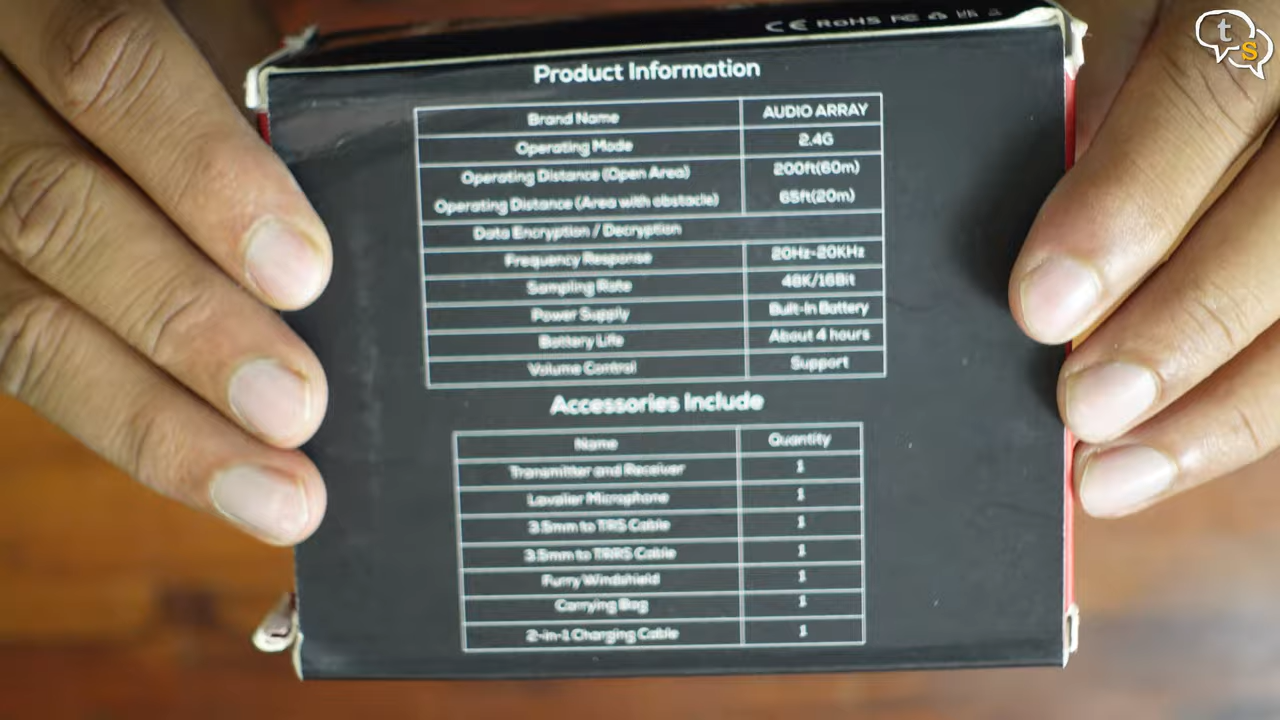 CE RoHS FC
Product Information
Brand Name AUDIO ARRAY
Operating Mode 2.4G
Operating Distance (Open Area) 200ft(60m)
Operating Distance (Area with obstacle) 65ft(20m)
Data Encryption / Decryption
Frequency Response 20Hz-20KHz
Sampling Rate 48K/16Bit
Power Supply Built-in Battery
Battery Life About 4 hours
Volume Control Support
Accessories Include
Name Quantity
Transmitter and Receiver 1
Lavalier Microphone 1
3.5mm to TRS Cable 1
3.5mm to TRRS Cable 1
Furry Windshield 1
Carrying Bag 1
2-in-1 Charging Cable 1
ts